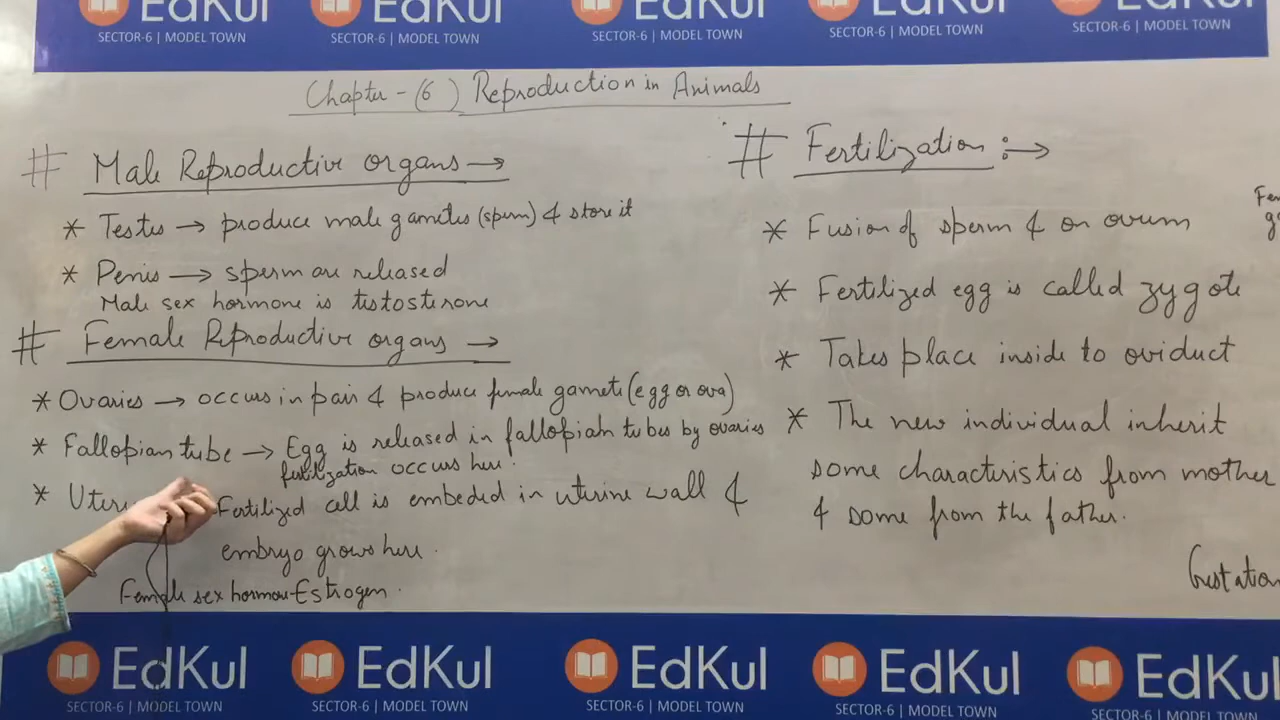 EdKul EdKul EdKul EdKul EdKul
SECTOR-6 | MODEL TOWN SECTOR-6 | MODEL TOWN SECTOR-6 | MODEL TOWN SECTOR-6 | MODEL TOWN SECTOR-6 | MODEL TOWN
Chapter - (6) Reproduction in Animals
# Male Reproductive organs →
* Testes → produce male gametes (sperm) & store it
* Penis → sperm are released
Male sex hormone is testosterone
# Female Reproductive organs →
* Ovaries → occurs in pair & produce female gamete (egg or ova)
* Fallopian tube → Egg is released in fallopian tubes by ovaries
fertilization occurs here.
* Fertilized cell is embeded in uterine wall &
embryo grows here.
Female sex hormone-Estrogen.
# Fertilization :→
* Fusion of sperm & an ovum
* Fertilized egg is called zygote
* Takes place inside to oviduct
* The new individual inherit
some characteristics from mother
& some from the father.
EdKul EdKul EdKul EdKul EdKul
SECTOR-6 | MODEL TOWN SECTOR-6 | MODEL TOWN SECTOR-6 | MODEL TOWN SECTOR-6 | MODEL TOWN SECTOR-6 | MODEL TOWN